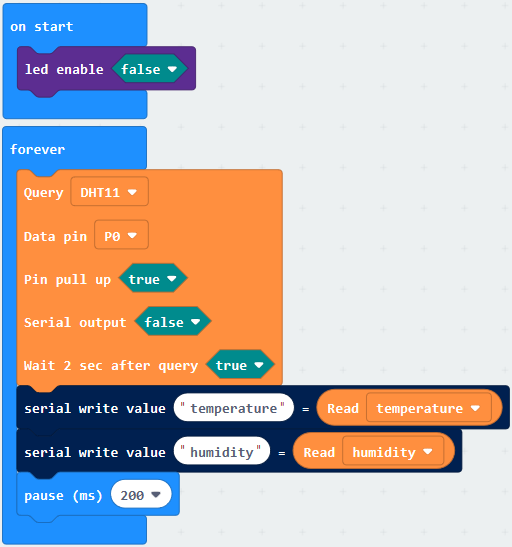 on start
led enable false
forever
Query DHT11
Data pin P0
Pin pull up true
Serial output false
Wait 2 sec after query true
serial write value "temperature" = Read temperature
serial write value "humidity" = Read humidity
pause (ms) 200